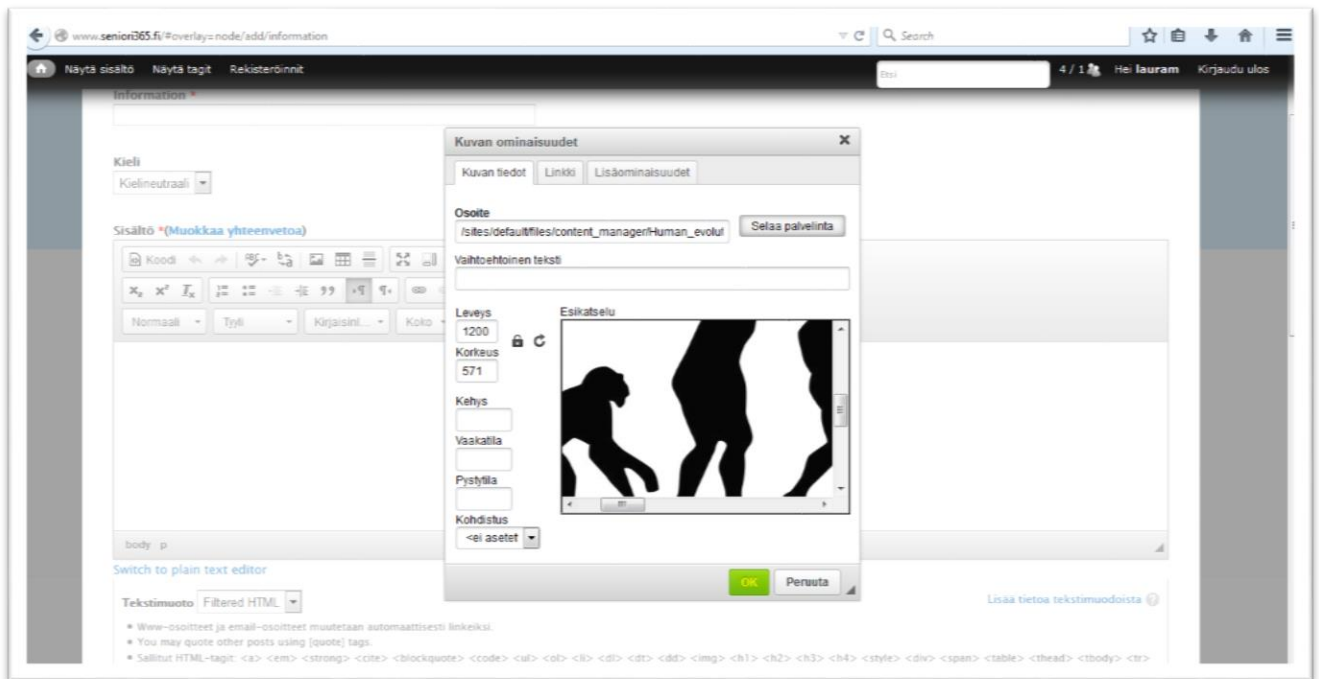 www.seniori365.fi/#overlay=node/add/information
Search
Näytä sisältö Näytä tagit Rekisteröinnit
Etsi
4 / 1 Hei lauram Kirjaudu ulos
Information *
Kieli
Kielineutraali
Sisältö *(Muokkaa yhteenvetoa)
Koodi
Normaali Tyyli Kirjaisinl... Koko
body p
Switch to plain text editor
Tekstimuoto Filtered HTML
Lisää tietoa tekstimuodoista
• Www-osoitteet ja email-osoitteet muutetaan automaattisesti linkeiksi.
• You may quote other posts using [quote] tags.
• Sallitut HTML-tagit: <a> <em> <strong> <cite> <blockquote> <code> <ul> <ol> <li> <dl> <dt> <dd> <img> <h1> <h2> <h3> <h4> <style> <div> <span> <table> <thead> <tbody> <tr>
Kuvan ominaisuudet
Kuvan tiedot Linkki Lisäominaisuudet
Osoite
/sites/default/files/content_manager/Human_evolut
Selaa palvelinta
Vaihtoehtoinen teksti
Leveys
1200
Korkeus
571
Kehys
Vaakatila
Pystytila
Kohdistus
<ei asetet
Esikatselu
OK Peruuta